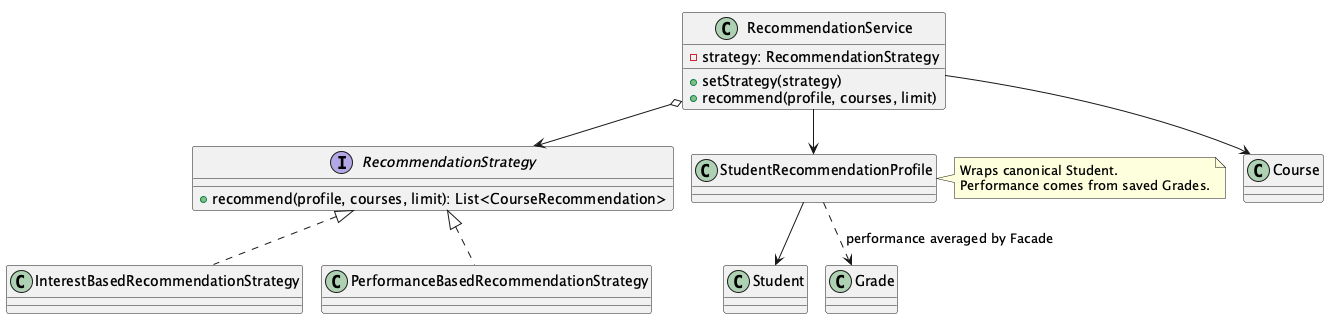 C RecommendationService
strategy: RecommendationStrategy
setStrategy(strategy)
recommend(profile, courses, limit)
I RecommendationStrategy
recommend(profile, courses, limit): List<CourseRecommendation>
C StudentRecommendationProfile
Wraps canonical Student.
Performance comes from saved Grades.
C Course
performance averaged by Facade
C InterestBasedRecommendationStrategy
C PerformanceBasedRecommendationStrategy
C Student
C Grade